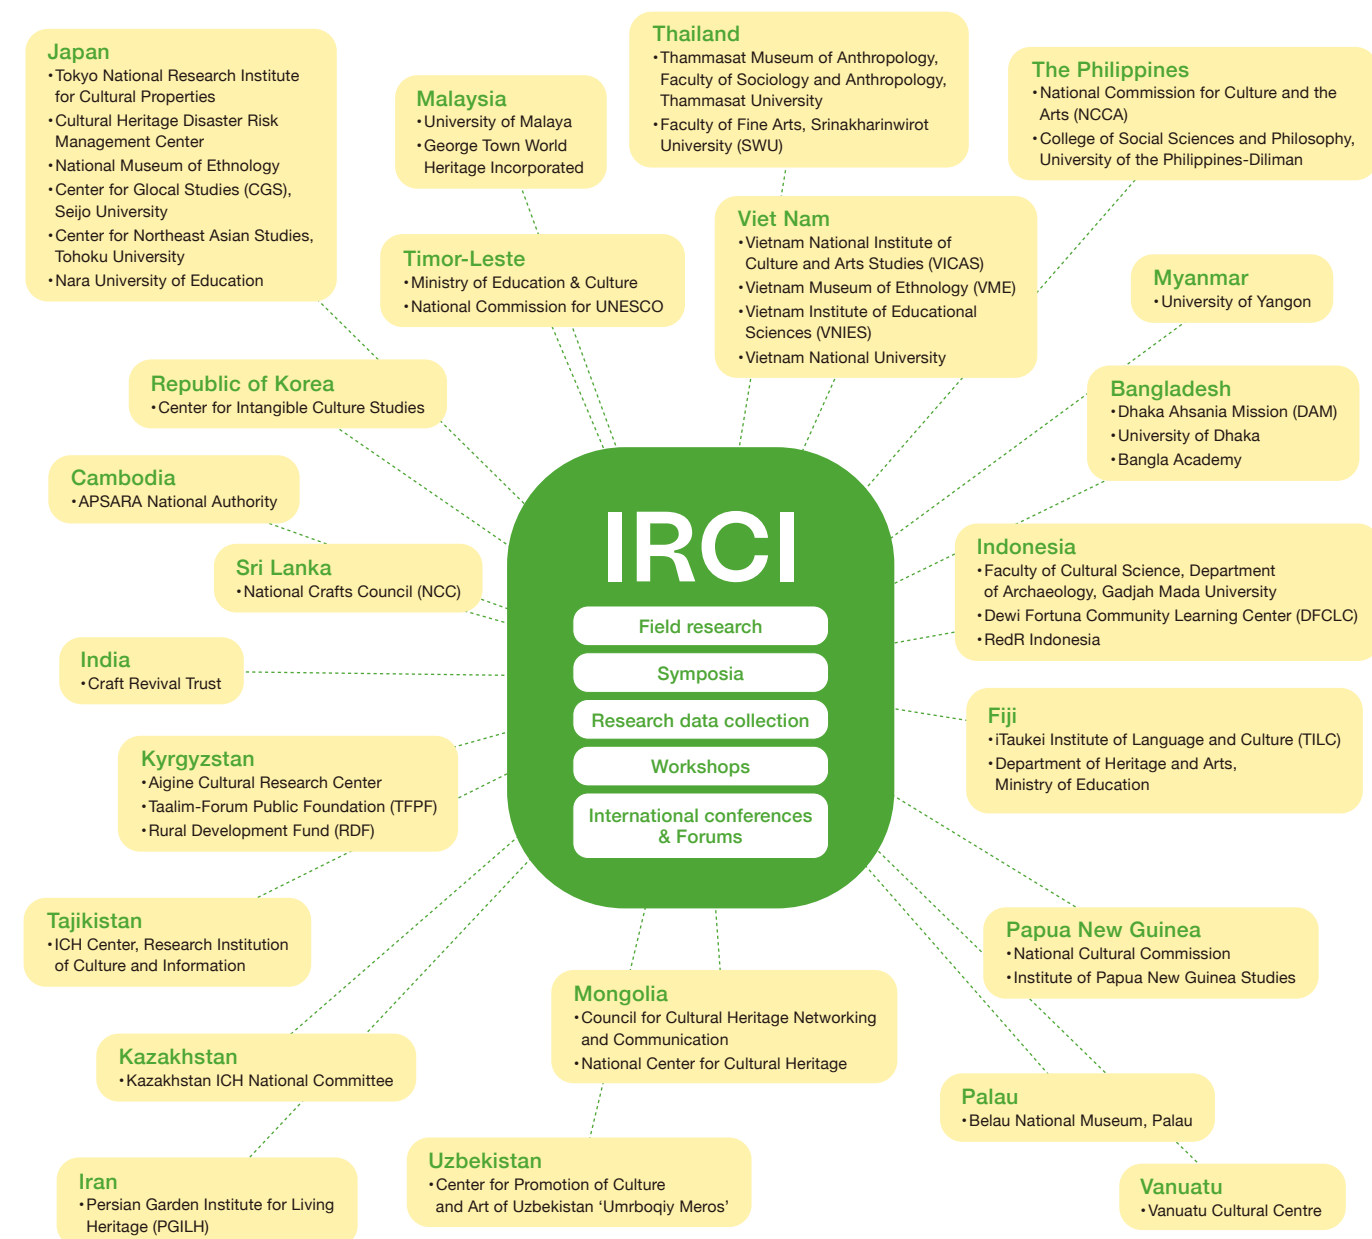 Japan
・Tokyo National Research Institute
for Cultural Properties
・Cultural Heritage Disaster Risk
Management Center
・National Museum of Ethnology
・Center for Glocal Studies (CGS),
Seijo University
・Center for Northeast Asian Studies,
Tohoku University
・Nara University of Education
Malaysia
・University of Malaya
・George Town World
Heritage Incorporated
Thailand
・Thammasat Museum of Anthropology,
Faculty of Sociology and Anthropology,
Thammasat University
・Faculty of Fine Arts, Srinakharinwirot
University (SWU)
The Philippines
・National Commission for Culture and the
Arts (NCCA)
・College of Social Sciences and Philosophy,
University of the Philippines-Diliman
Timor-Leste
・Ministry of Education & Culture
・National Commission for UNESCO
Viet Nam
・Vietnam National Institute of
Culture and Arts Studies (VICAS)
・Vietnam Museum of Ethnology (VME)
・Vietnam Institute of Educational
Sciences (VNIES)
・Vietnam National University
Myanmar
・University of Yangon
Republic of Korea
・Center for Intangible Culture Studies
Bangladesh
・Dhaka Ahsania Mission (DAM)
・University of Dhaka
・Bangla Academy
Cambodia
・APSARA National Authority
Sri Lanka
・National Crafts Council (NCC)
IRCI
Field research
Symposia
Research data collection
Workshops
International conferences
& Forums
Indonesia
・Faculty of Cultural Science, Department
of Archaeology, Gadjah Mada University
・Dewi Fortuna Community Learning Center (DFCLC)
・RedR Indonesia
India
・Craft Revival Trust
Fiji
・iTaukei Institute of Language and Culture (TILC)
・Department of Heritage and Arts,
Ministry of Education
Kyrgyzstan
・Aigine Cultural Research Center
・Taalim-Forum Public Foundation (TFPF)
・Rural Development Fund (RDF)
Tajikistan
・ICH Center, Research Institution
of Culture and Information
Papua New Guinea
・National Cultural Commission
・Institute of Papua New Guinea Studies
Mongolia
・Council for Cultural Heritage Networking
and Communication
・National Center for Cultural Heritage
Kazakhstan
・Kazakhstan ICH National Committee
Palau
・Belau National Museum, Palau
Uzbekistan
・Center for Promotion of Culture
and Art of Uzbekistan ‘Umrboqiy Meros’
Iran
・Persian Garden Institute for Living
Heritage (PGILH)
Vanuatu
・Vanuatu Cultural Centre